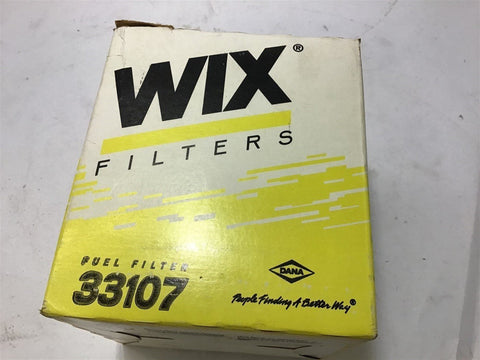 WIX®
FILTERS
FUEL FILTER
33107
DANA
People Finding A Better Way®